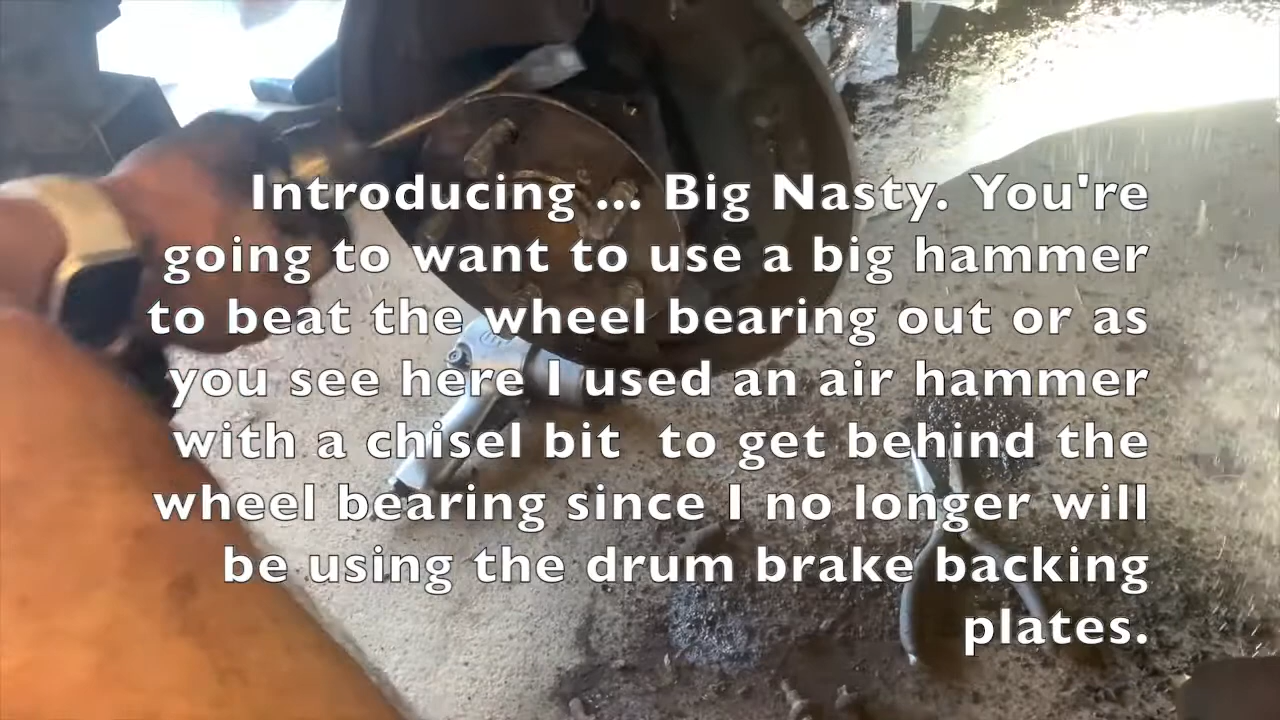 Introducing ... Big Nasty. You're
going to want to use a big hammer
to beat the wheel bearing out or as
you see here I used an air hammer
with a chisel bit  to get behind the
wheel bearing since I no longer will
be using the drum brake backing
plates.